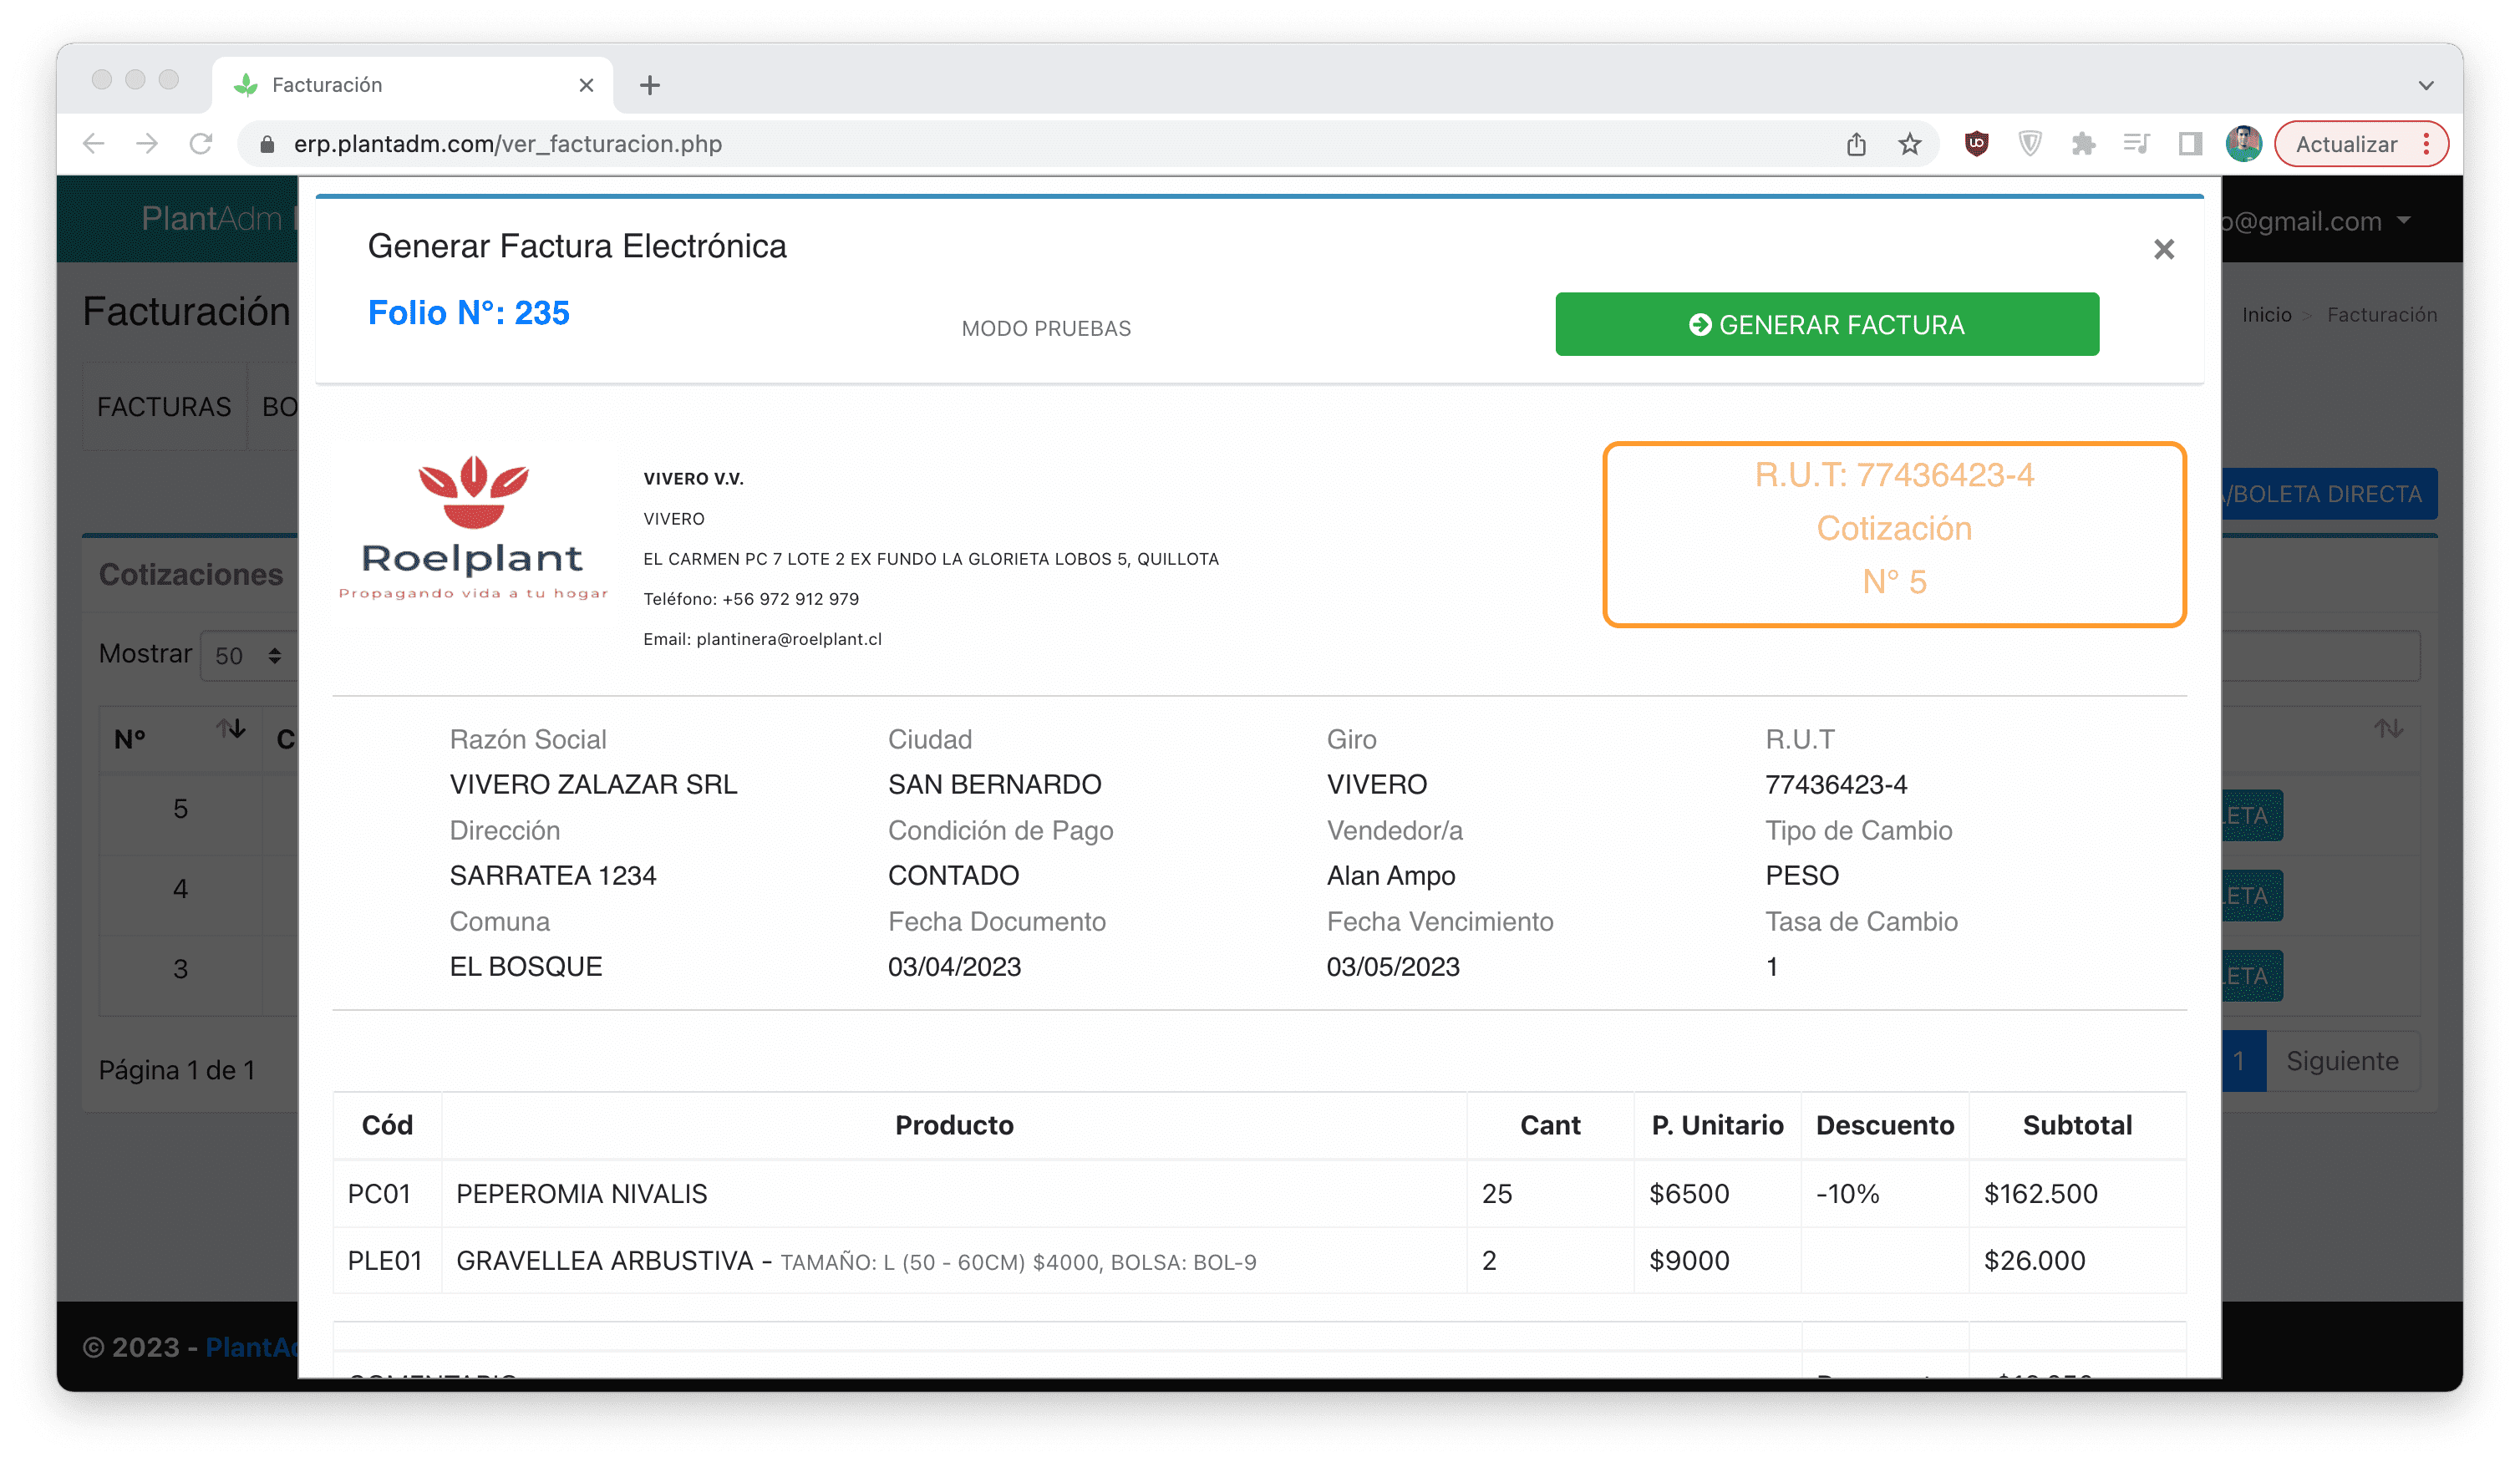 Facturación
erp.plantadm.com/ver_facturacion.php
Actualizar
PlantAdm
o@gmail.com
Generar Factura Electrónica
Folio N°: 235
MODO PRUEBAS
GENERAR FACTURA
Facturación
Inicio > Facturación
FACTURAS
BO
/BOLETA DIRECTA
Roelplant
Propagando vida a tu hogar
VIVERO V.V.
VIVERO
EL CARMEN PC 7 LOTE 2 EX FUNDO LA GLORIETA LOBOS 5, QUILLOTA
Teléfono: +56 972 912 979
Email: plantinera@roelplant.cl
R.U.T: 77436423-4
Cotización
N° 5
Cotizaciones
Mostrar 50
Nº
C
5
LETA
4
LETA
3
LETA
Página 1 de 1
1 Siguiente
Razón Social Ciudad Giro R.U.T
VIVERO ZALAZAR SRL SAN BERNARDO VIVERO 77436423-4
Dirección Condición de Pago Vendedor/a Tipo de Cambio
SARRATEA 1234 CONTADO Alan Ampo PESO
Comuna Fecha Documento Fecha Vencimiento Tasa de Cambio
EL BOSQUE 03/04/2023 03/05/2023 1
Cód Producto Cant P. Unitario Descuento Subtotal
PC01 PEPEROMIA NIVALIS 25 $6500 -10% $162.500
PLE01 GRAVELLEA ARBUSTIVA - TAMAÑO: L (50 - 60CM) $4000, BOLSA: BOL-9 2 $9000 $26.000
© 2023 - PlantAd
COMENTARIO